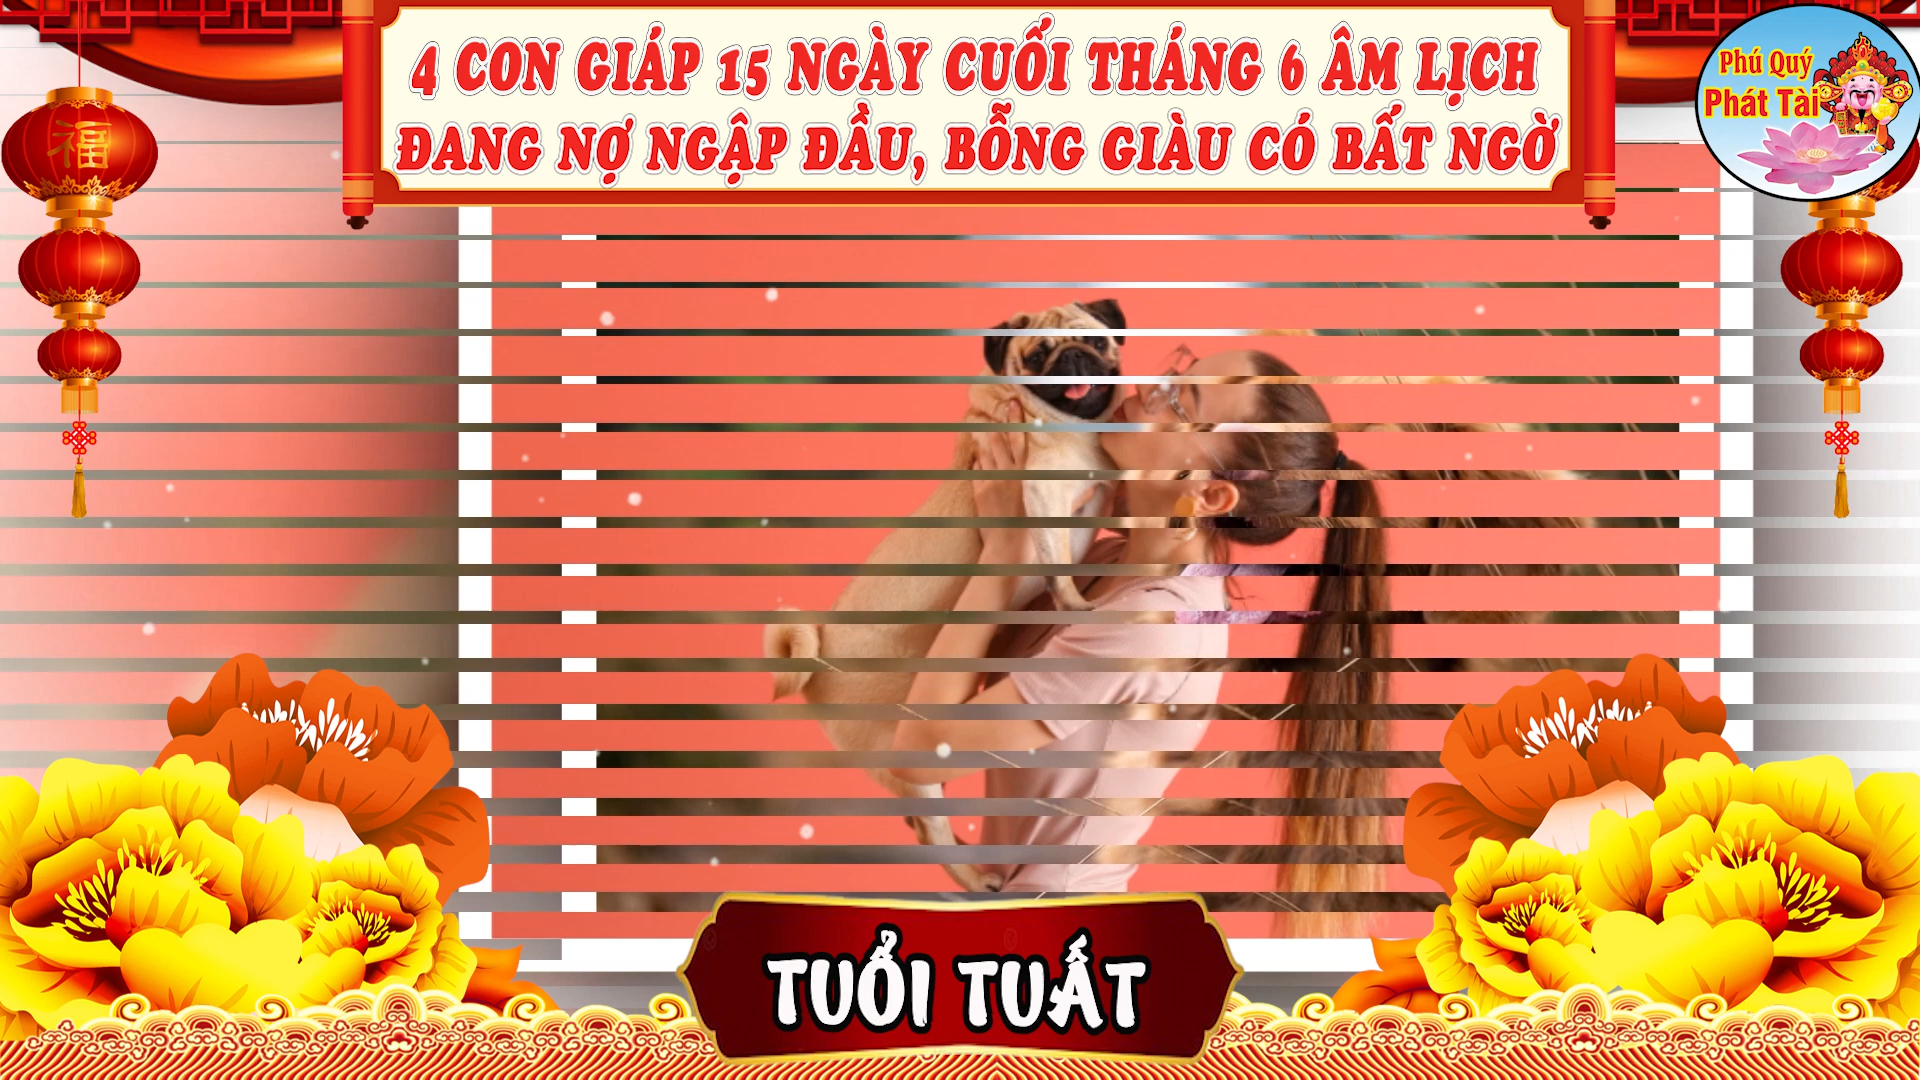 4 CON GIÁP 15 NGÀY CUỐI THÁNG 6 ÂM LỊCH
ĐANG NỢ NGẬP ĐẦU, BỖNG GIÀU CÓ BẤT NGỜ
Phú Quý
Phát Tài
福
TUỔI TUẤT